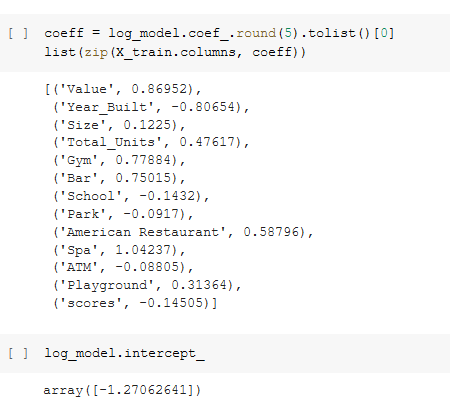 [ ] coeff = log_model.coef_.round(5).tolist()[0]
list(zip(X_train.columns, coeff))
[('Value', 0.86952),
('Year_Built', -0.80654),
('Size', 0.1225),
('Total_Units', 0.47617),
('Gym', 0.77884),
('Bar', 0.75015),
('School', -0.1432),
('Park', -0.0917),
('American Restaurant', 0.58796),
('Spa', 1.04237),
('ATM', -0.08805),
('Playground', 0.31364),
('scores', -0.14505)]
[ ] log_model.intercept_
array([-1.27062641])